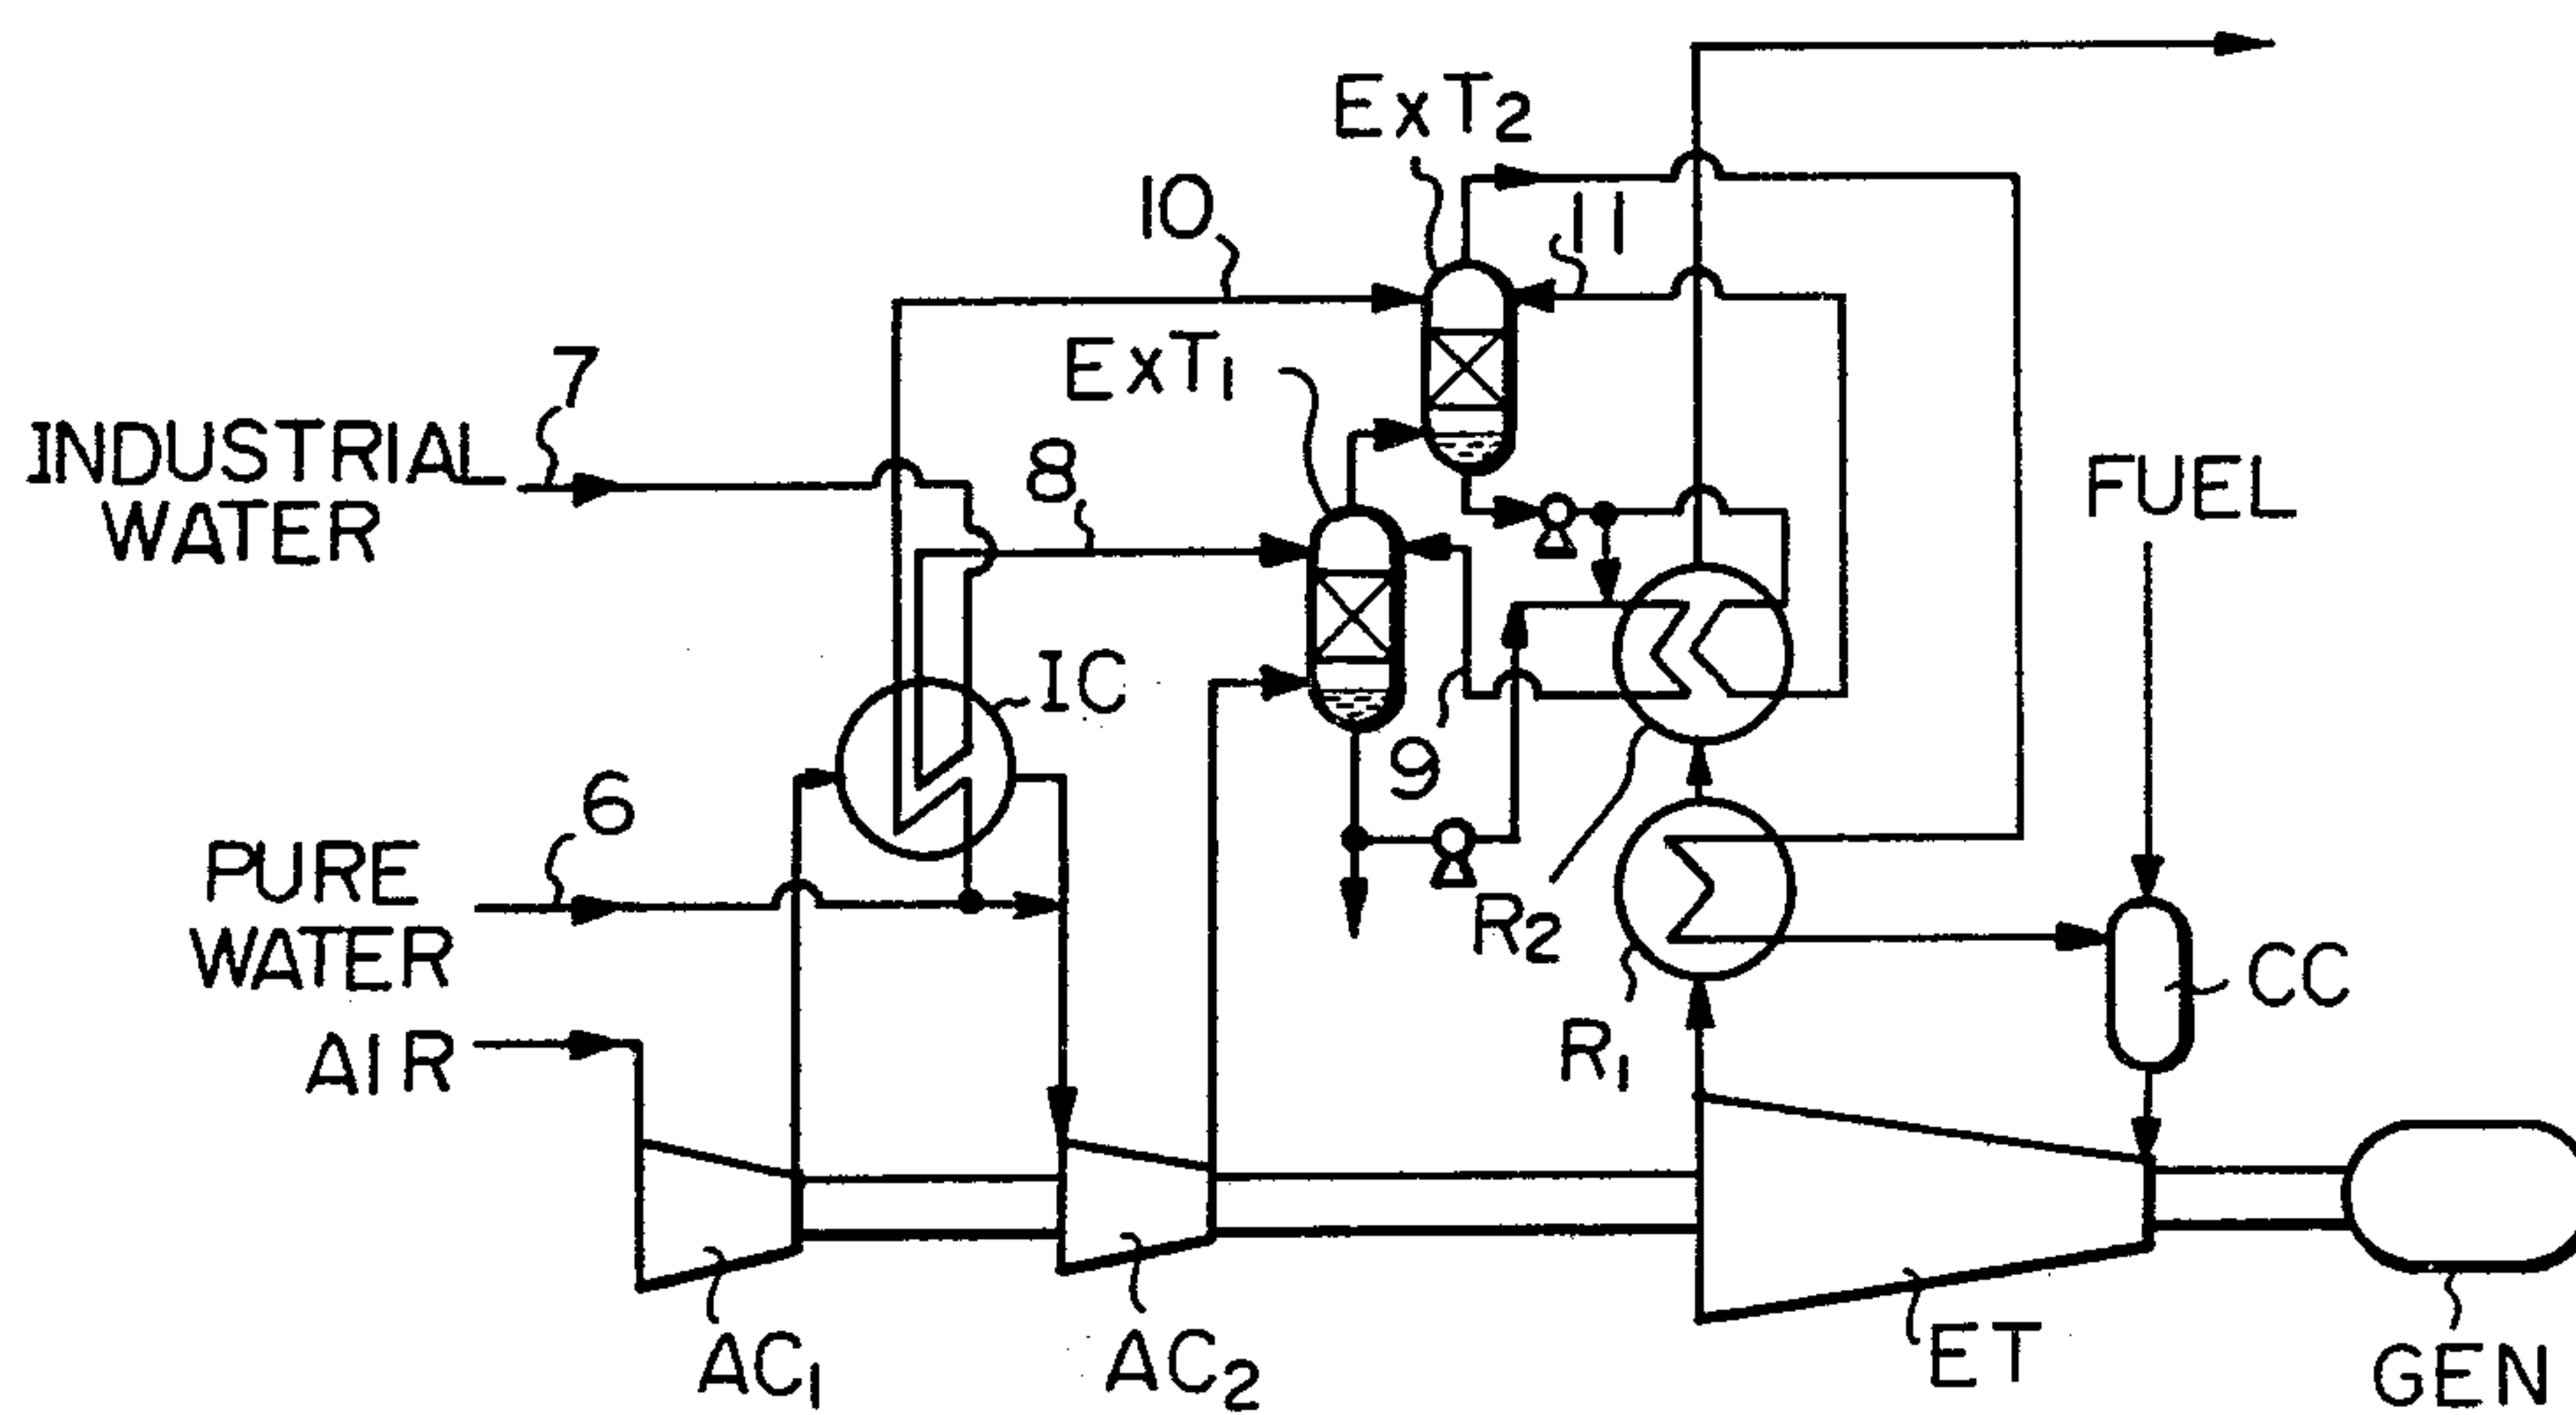 ExT2
10
11
ExT1
7
INDUSTRIAL
WATER
8
FUEL
IC
9
6
PURE
WATER
R2
CC
AIR
R1
AC1
AC2
ET
GEN